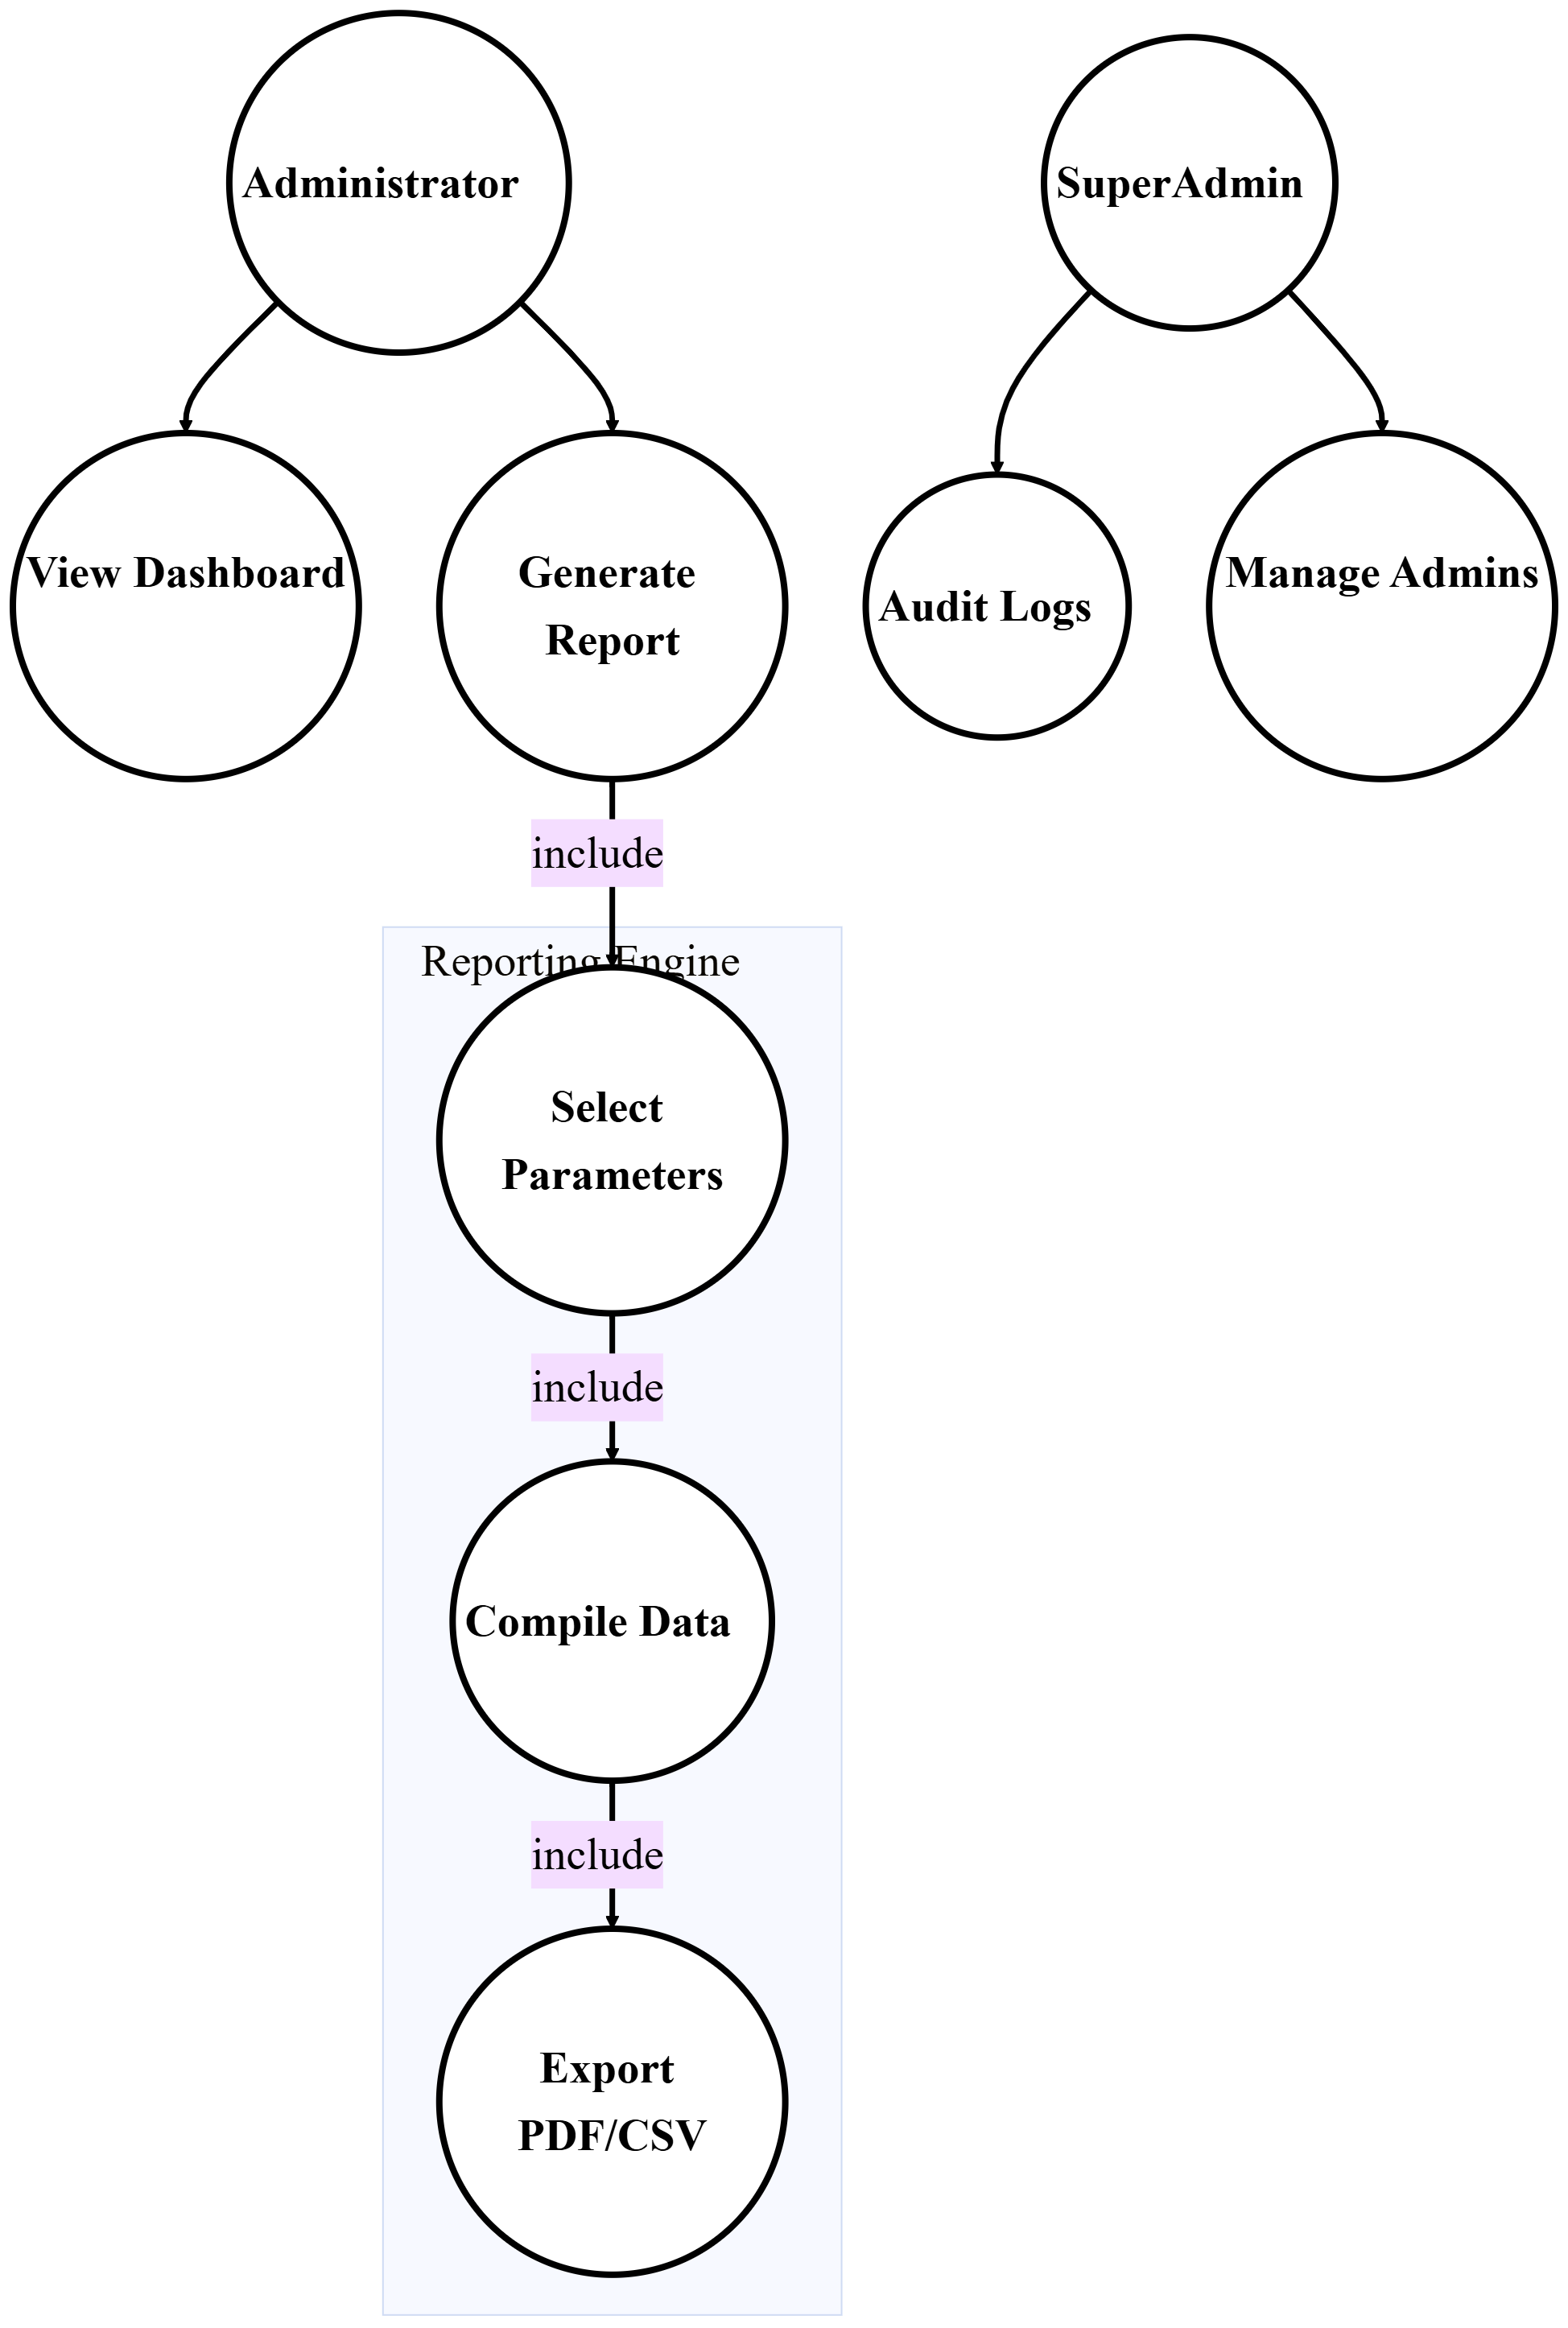 Administrator
SuperAdmin
View Dashboard
Generate
Report
Audit Logs
Manage Admins
include
Reporting Engine
Select
Parameters
include
Compile Data
include
Export
PDF/CSV